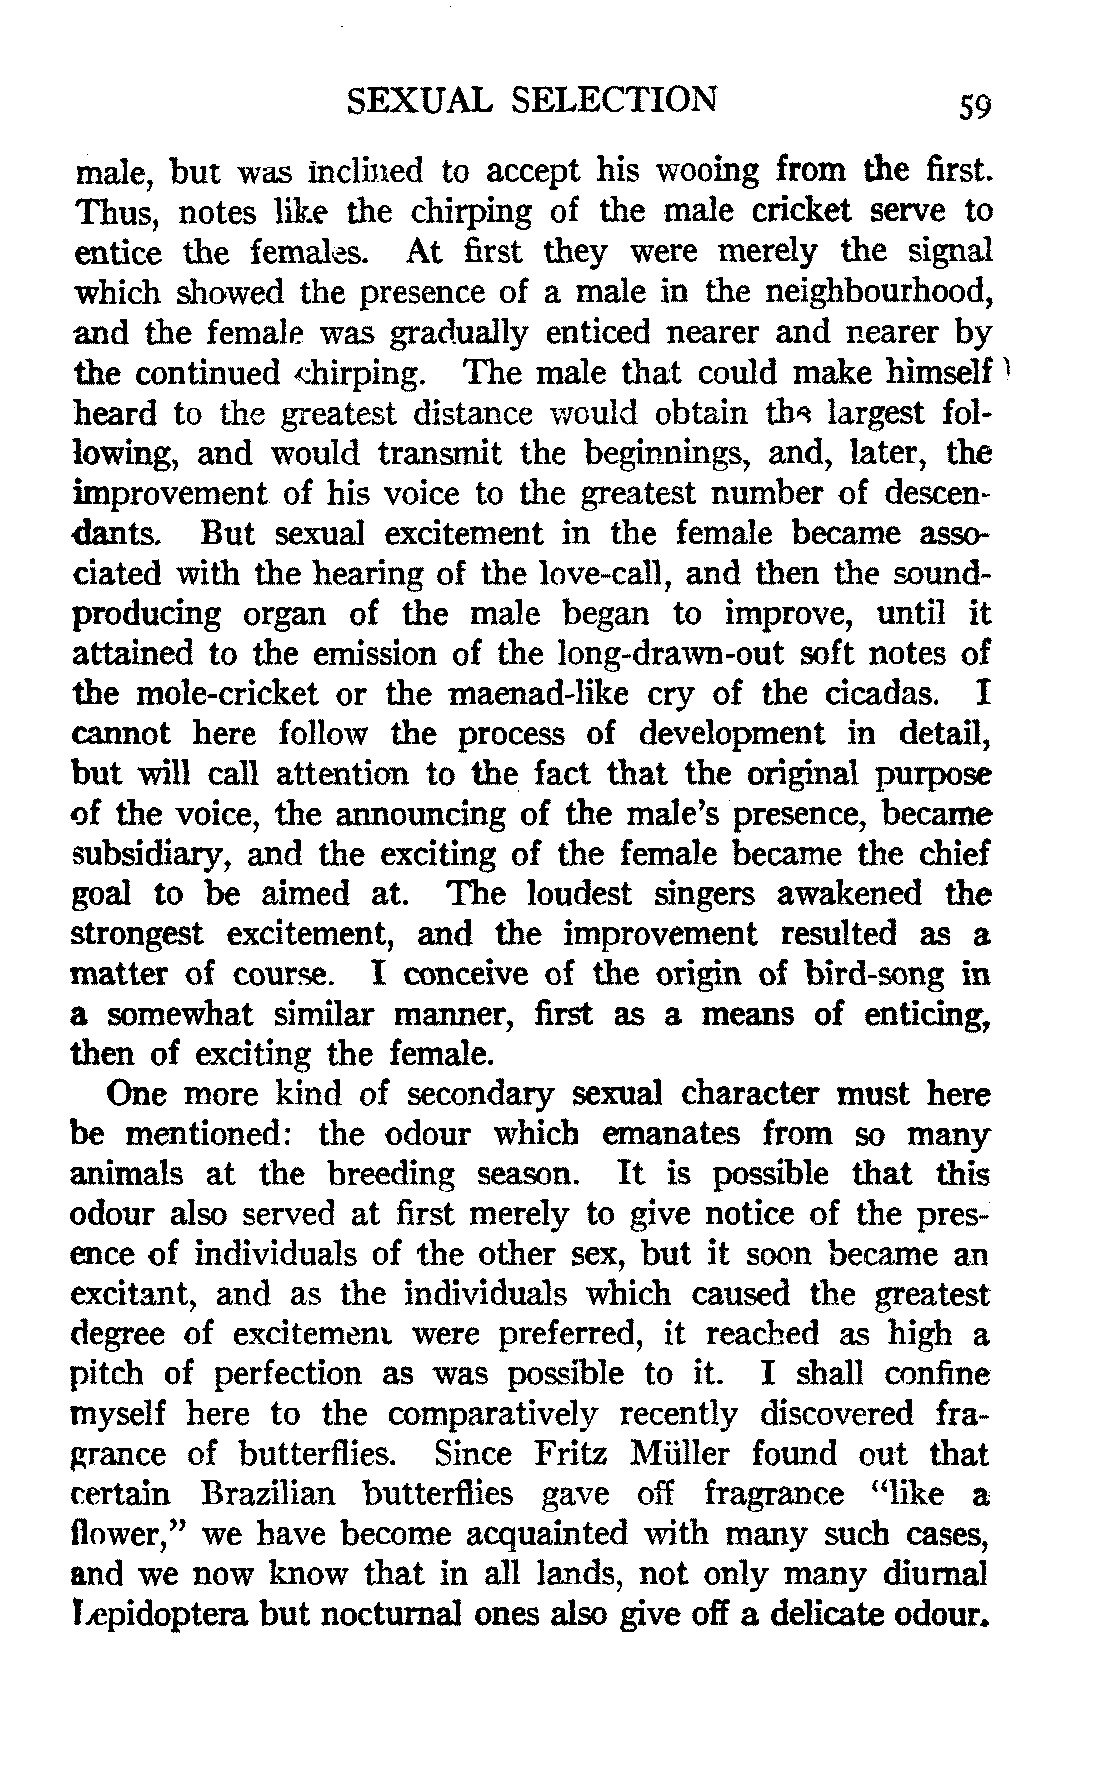 SEXUAL SELECTION 59
male, but was inclined to accept his wooing from the first.
Thus, notes like the chirping of the male cricket serve to
entice the females. At first they were merely the signal
which showed the presence of a male in the neighbourhood,
and the female was gradually enticed nearer and nearer by
the continued chirping. The male that could make himself
heard to the greatest distance would obtain the largest fol-
lowing, and would transmit the beginnings, and, later, the
improvement of his voice to the greatest number of descen-
dants. But sexual excitement in the female became asso-
ciated with the hearing of the love-call, and then the sound-
producing organ of the male began to improve, until it
attained to the emission of the long-drawn-out soft notes of
the mole-cricket or the maenad-like cry of the cicadas. I
cannot here follow the process of development in detail,
but will call attention to the fact that the original purpose
of the voice, the announcing of the male's presence, became
subsidiary, and the exciting of the female became the chief
goal to be aimed at. The loudest singers awakened the
strongest excitement, and the improvement resulted as a
matter of course. I conceive of the origin of bird-song in
a somewhat similar manner, first as a means of enticing,
then of exciting the female.
One more kind of secondary sexual character must here
be mentioned: the odour which emanates from so many
animals at the breeding season. It is possible that this
odour also served at first merely to give notice of the pres-
ence of individuals of the other sex, but it soon became an
excitant, and as the individuals which caused the greatest
degree of excitement were preferred, it reached as high a
pitch of perfection as was possible to it. I shall confine
myself here to the comparatively recently discovered fra-
grance of butterflies. Since Fritz Müller found out that
certain Brazilian butterflies gave off fragrance "like a
flower," we have become acquainted with many such cases,
and we now know that in all lands, not only many diurnal
Lepidoptera but nocturnal ones also give off a delicate odour.